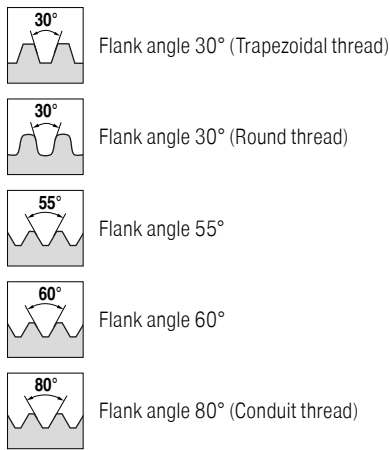 30°
Flank angle 30° (Trapezoidal thread)
30°
Flank angle 30° (Round thread)
55°
Flank angle 55°
60°
Flank angle 60°
80°
Flank angle 80° (Conduit thread)